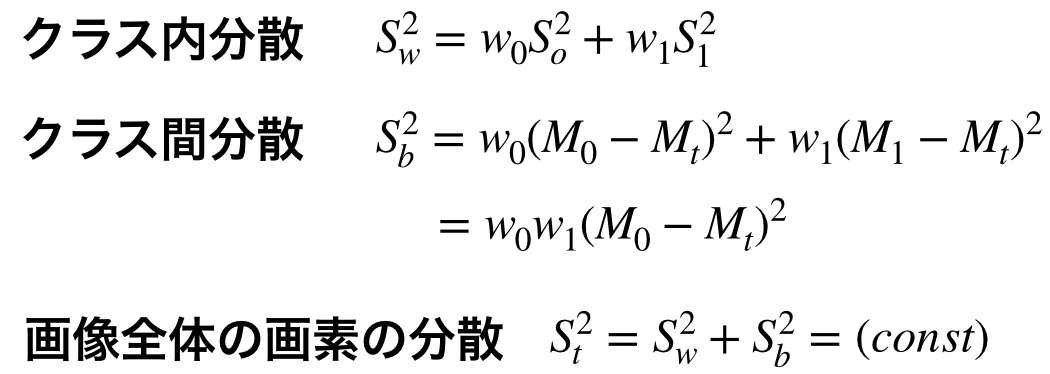 クラス内分散 $S_w^2 = w_0 S_o^2 + w_1 S_1^2$
クラス間分散 $S_b^2 = w_0 (M_0 - M_t)^2 + w_1 (M_1 - M_t)^2$
$= w_0 w_1 (M_0 - M_t)^2$
画像全体の画素の分散 $S_t^2 = S_w^2 + S_b^2 = (const)$